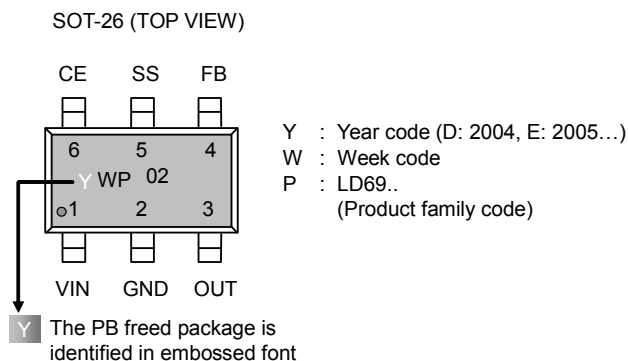 SOT-26 (TOP VIEW)
CE SS FB
6 5 4
Y WP 02
1 2 3
VIN GND OUT
Y : Year code (D: 2004, E: 2005…)
W : Week code
P : LD69..
(Product family code)
Y The PB freed package is
identified in embossed font